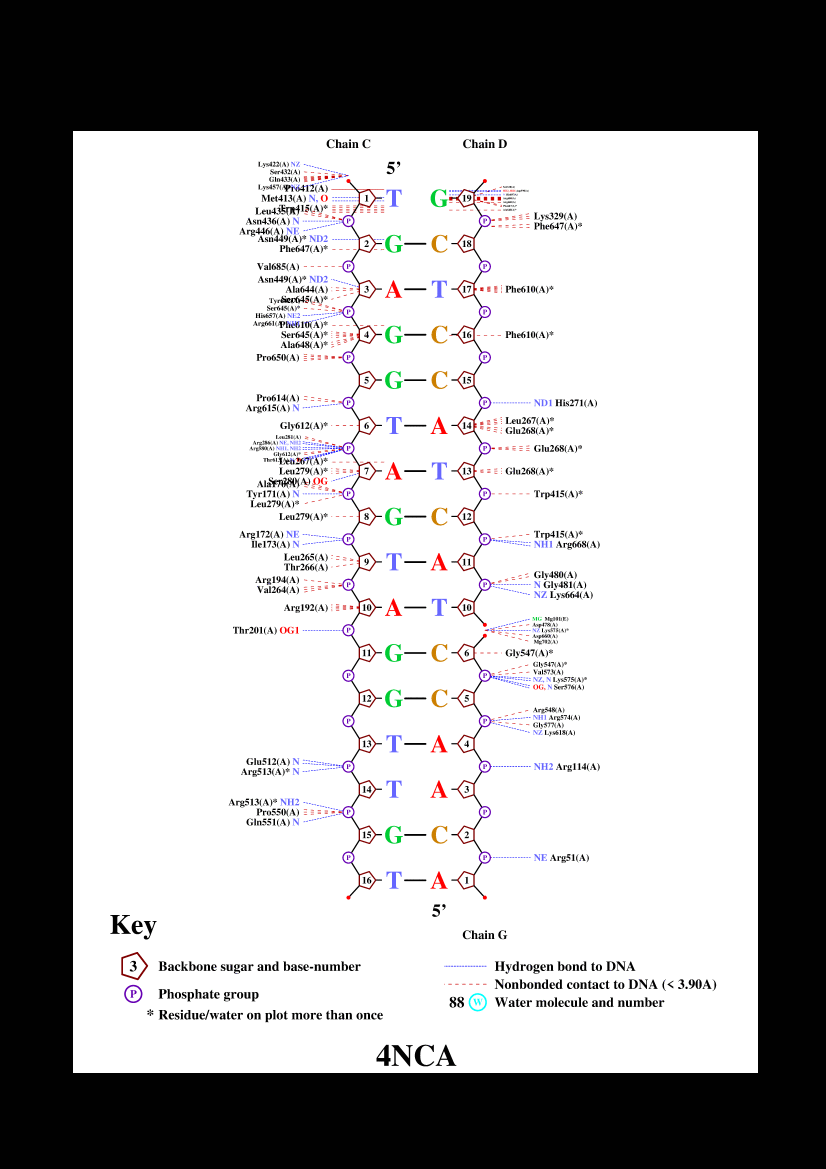 Chain C
Chain D
5’
Lys422(A) NZ
Ser432(A)
Gln433(A)
Lys457(A)
Pro412(A)
Met413(A) N, O
Trp415(A)*
Leu435(A)
Asn436(A) N
Arg446(A) NE
Asn449(A)* ND2
Phe647(A)*
Val685(A)
Asn449(A)* ND2
Ala644(A)
Ser645(A)*
Ser645(A)*
His657(A) NE2
Arg661(A)
Phe610(A)*
Ser645(A)*
Ala648(A)*
Pro650(A)
Pro614(A)
Arg615(A) N
Gly612(A)*
Leu281(A)
Arg286(A) NE, NH2
Arg580(A) NH1, NH2
Gly612(A)*
Leu267(A)*
Leu279(A)*
Ser280(A) OG
Ala170(A)
Tyr171(A) N
Leu279(A)*
Leu279(A)*
Arg172(A) NE
Ile173(A) N
Leu265(A)
Thr266(A)
Arg194(A)
Val264(A)
Arg192(A)
Thr201(A) OG1
Glu512(A) N
Arg513(A)* N
Arg513(A)* NH2
Pro550(A)
Gln551(A) N
1 T G 19
P P
2 G C 18
P P
3 A T 17
P P
4 G C 16
P P
5 G C 15
P P
6 T A 14
P P
7 A T 13
P P
8 G C 12
P P
9 T A 11
P P
10 A T 10
P
11 G C 6
P P
12 G C 5
P P
13 T A 4
P P
14 T A 3
P P
15 G C 2
P P
16 T A 1
Lys329(A)
Phe647(A)*
Phe610(A)*
Phe610(A)*
ND1 His271(A)
Leu267(A)*
Glu268(A)*
Glu268(A)*
Glu268(A)*
Trp415(A)*
Trp415(A)*
NH1 Arg668(A)
Gly480(A)
N Gly481(A)
NZ Lys664(A)
MG Mg101(E)
Asp478(A)
NZ Lys575(A)*
Asp660(A)
Mg702(A)
Gly547(A)*
Gly547(A)*
Val573(A)
NZ, N Lys575(A)*
OG, N Ser576(A)
Arg548(A)
NH1 Arg574(A)
Gly577(A)
NZ Lys618(A)
NH2 Arg114(A)
NE Arg51(A)
5’
Chain G
Key
3 Backbone sugar and base-number
P Phosphate group
* Residue/water on plot more than once
Hydrogen bond to DNA
Nonbonded contact to DNA (< 3.90A)
88 W Water molecule and number
4NCA